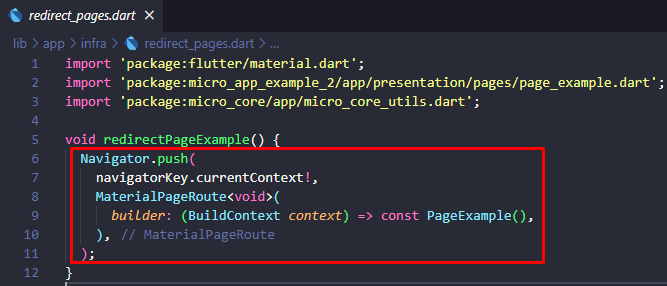 redirect_pages.dart ×
lib > app > infra > redirect_pages.dart > ...
1 import 'package:flutter/material.dart';
2 import 'package:micro_app_example_2/app/presentation/pages/page_example.dart';
3 import 'package:micro_core/app/micro_core_utils.dart';
4
5 void redirectPageExample() {
6 Navigator.push(
7 navigatorKey.currentContext!,
8 MaterialPageRoute<void>(
9 builder: (BuildContext context) => const PageExample(),
10 ), // MaterialPageRoute
11 );
12 }